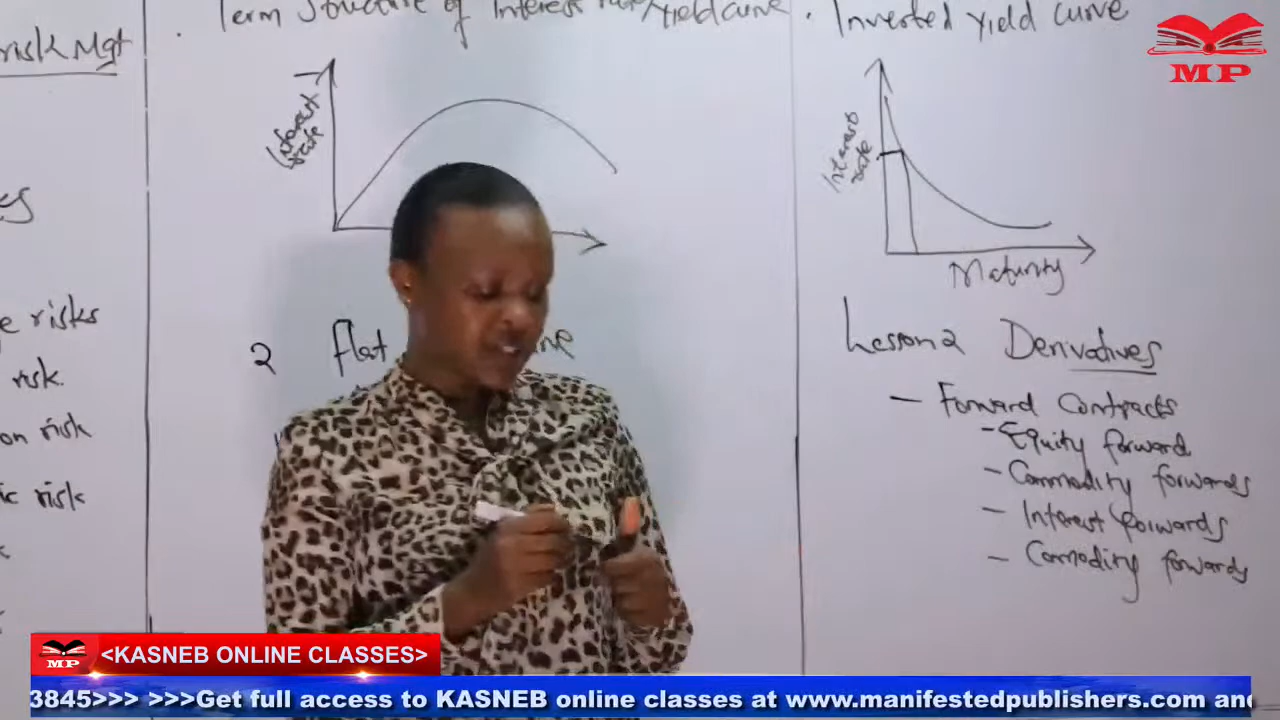 risk Mgt
e risks
risk.
on risk
ic risk
Term Structure of Interest rate/yield curve
Interest
rate
2 flat
. Inverted yield curve
Interest
rate
Maturity
Lesson 2 Derivatives
- Forward Contracts
- Equity forward
- Commodity forwards
- Interest forwards
- Commodity forwards
MP
MP
<KASNEB ONLINE CLASSES>
3845>>> >>>Get full access to KASNEB online classes at www.manifestedpublishers.com and